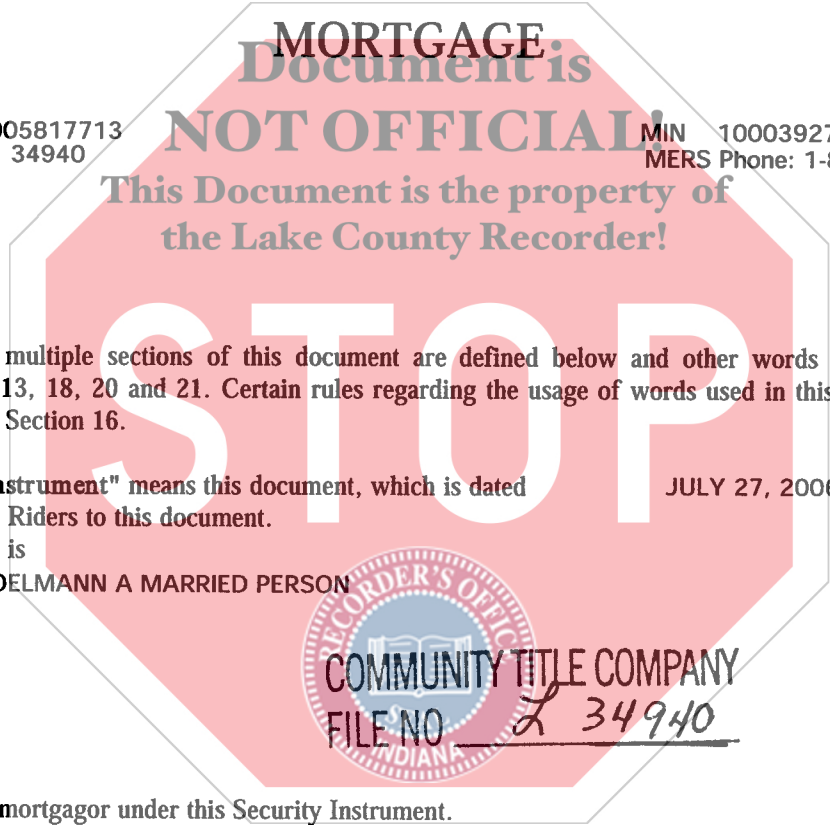 MORTGAGE
Document is
NOT OFFICIAL!
This Document is the property of
the Lake County Recorder!
005817713
34940
MIN 10003927
MERS Phone: 1-8
STOP
multiple sections of this document are defined below and other words
13, 18, 20 and 21. Certain rules regarding the usage of words used in this
Section 16.
nstrument" means this document, which is dated JULY 27, 2006
Riders to this document.
is
DELMANN A MARRIED PERSON
RECORDER'S OFFICE
SEAL
INDIANA
COMMUNITY TITLE COMPANY
FILE NO L 34940
mortgagor under this Security Instrument.